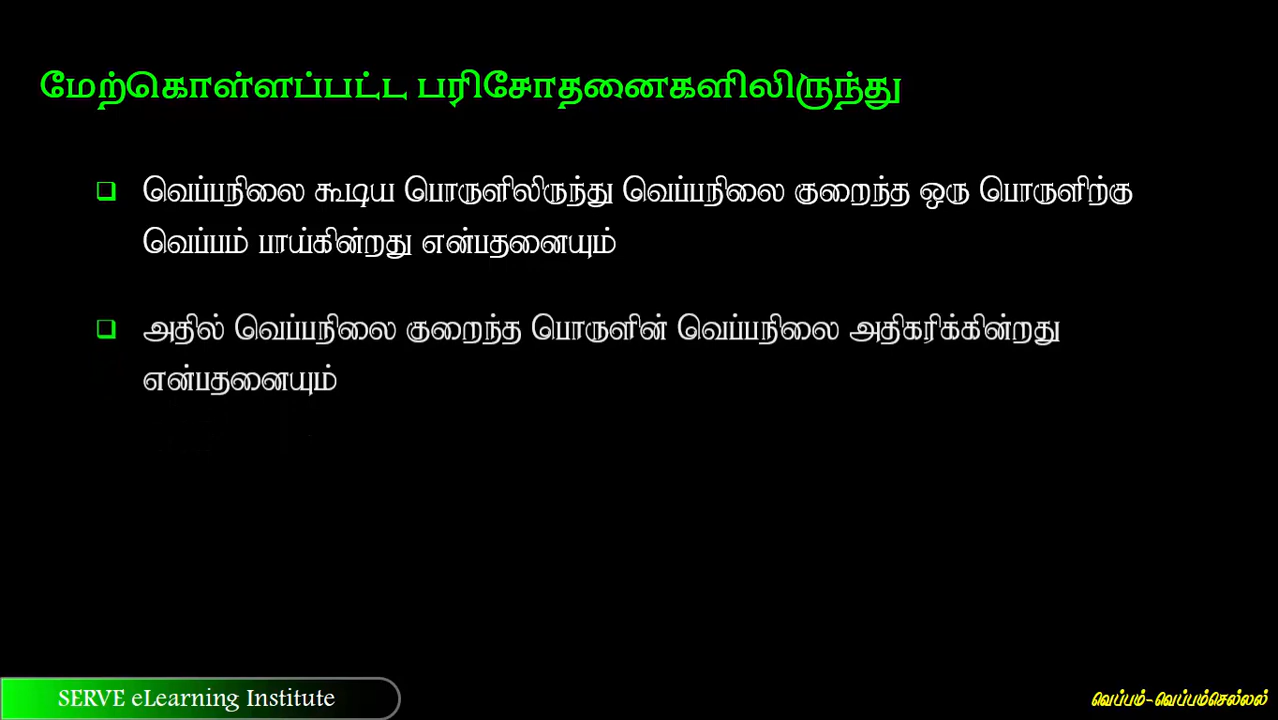 மேற்கொள்ளப்பட்ட பரிசோதனைகளிலிருந்து
வெப்பநிலை கூடிய பொருளிலிருந்து வெப்பநிலை குறைந்த ஒரு பொருளிற்கு
வெப்பம் பாய்கின்றது என்பதனையும்
அதில் வெப்பநிலை குறைந்த பொருளின் வெப்பநிலை அதிகரிக்கின்றது
என்பதனையும்
SERVE eLearning Institute
வெப்பம்-வெப்பம்செல்லல்